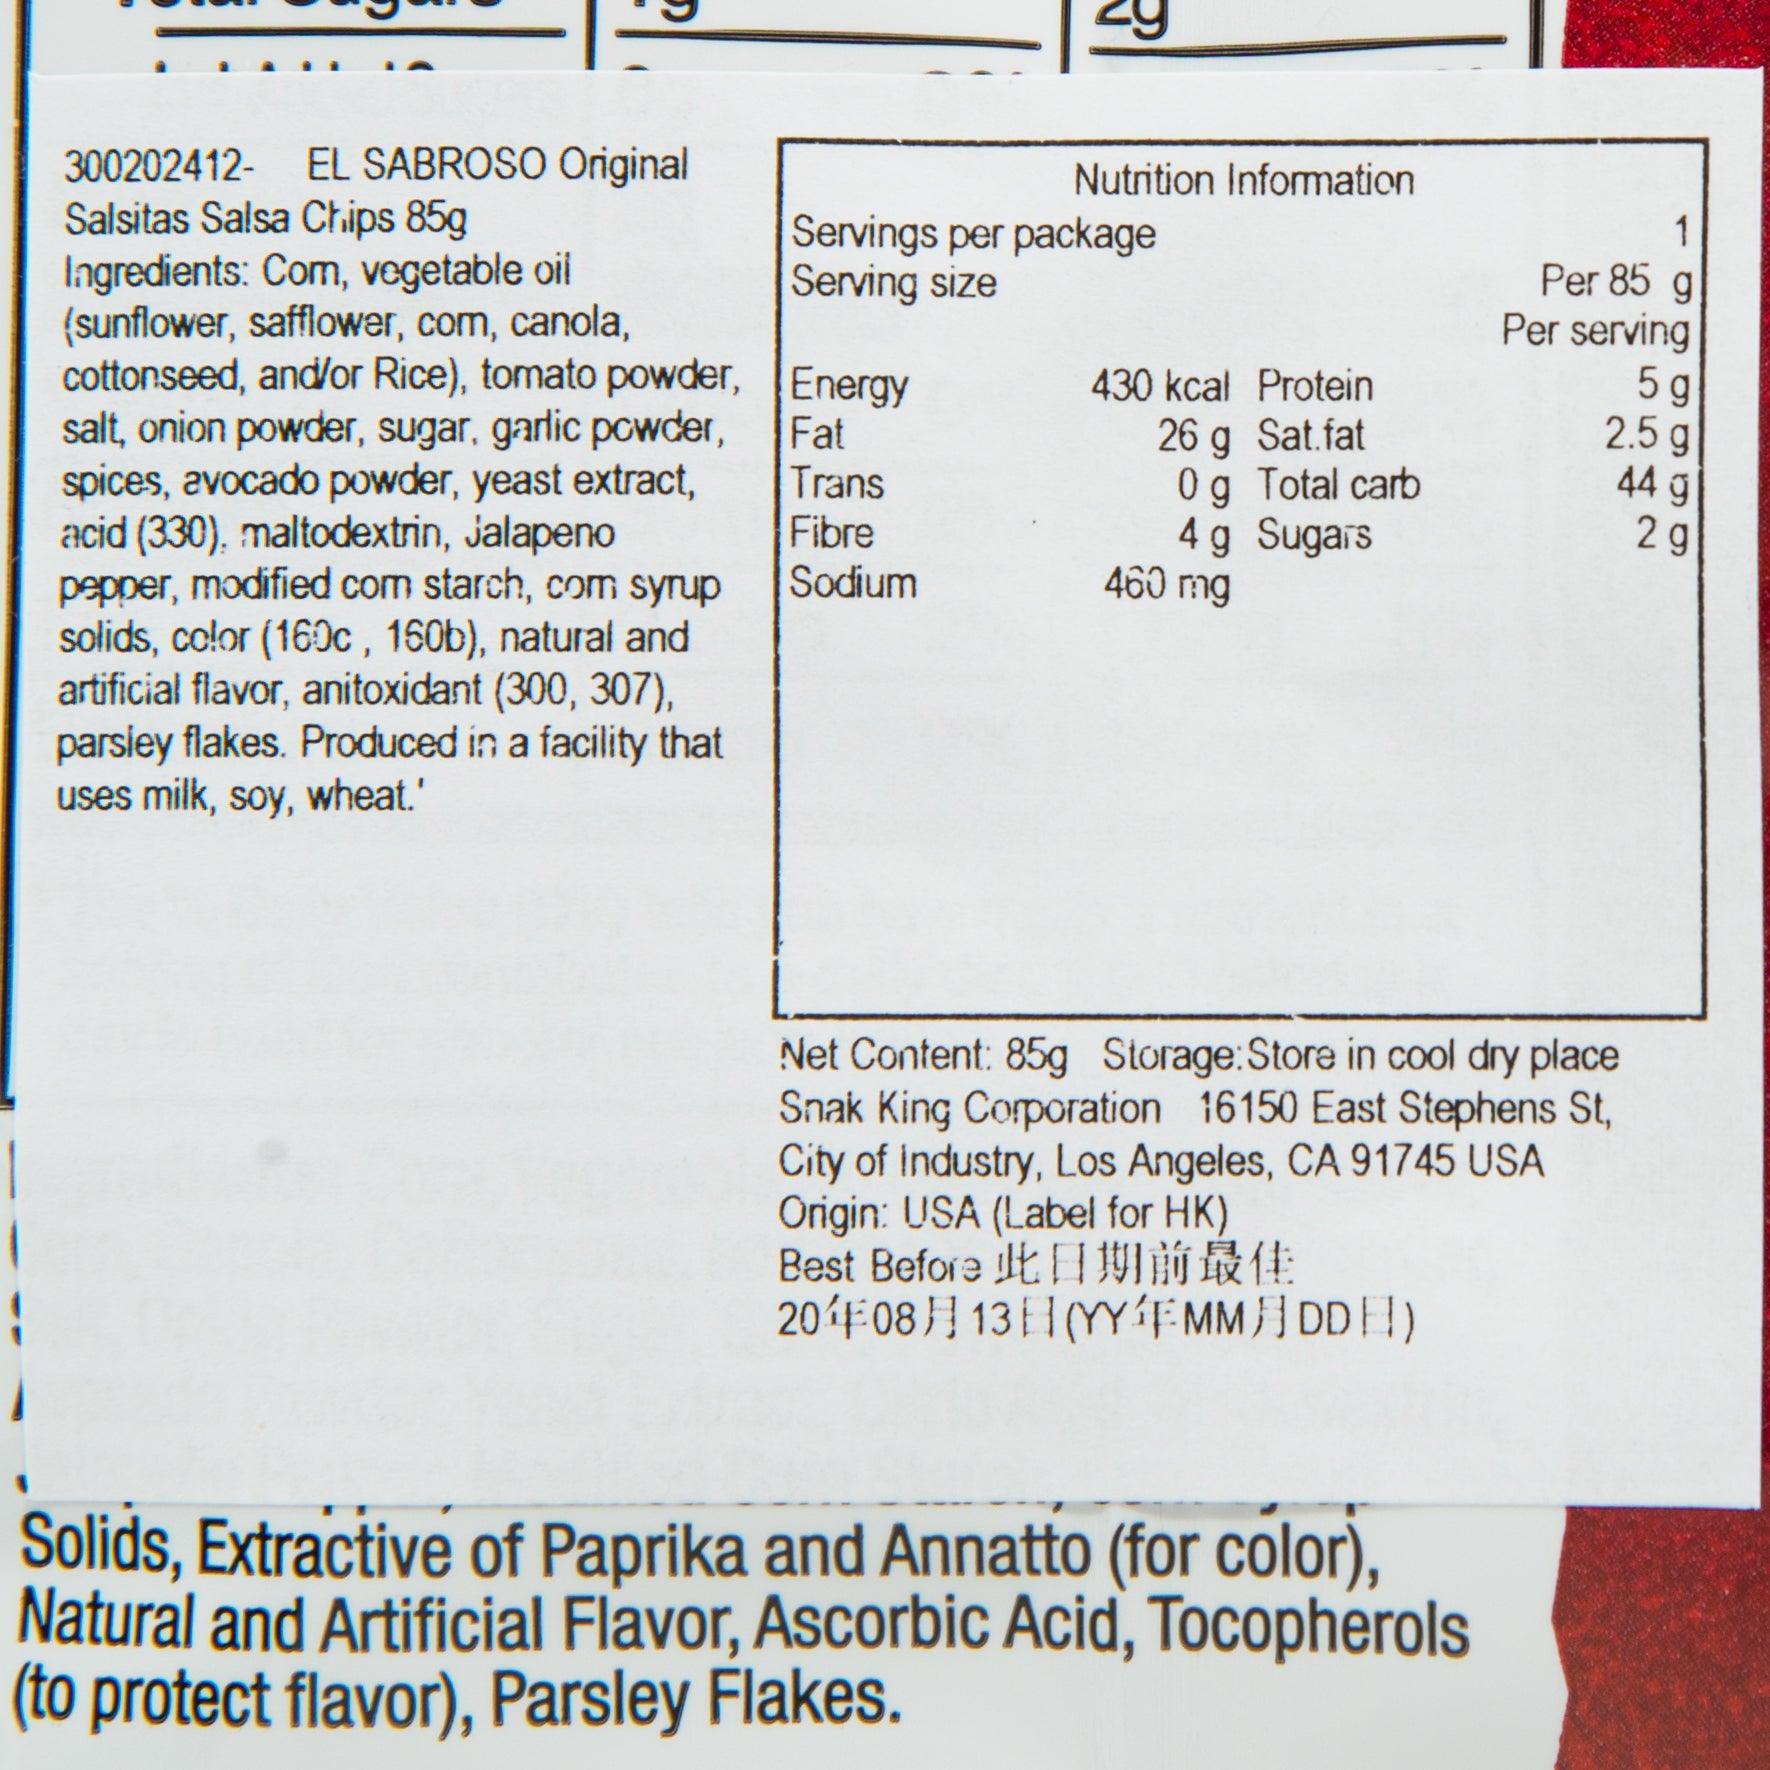 Total Sugars 1g 2g
300202412- EL SABROSO Original
Salsitas Salsa Chips 85g
Ingredients: Corn, vegetable oil
(sunflower, safflower, corn, canola,
cottonseed, and/or Rice), tomato powder,
salt, onion powder, sugar, garlic powder,
spices, avocado powder, yeast extract,
acid (330), maltodextrin, Jalapeno
pepper, modified corn starch, corn syrup
solids, color (160c , 160b), natural and
artificial flavor, anitoxidant (300, 307),
parsley flakes. Produced in a facility that
uses milk, soy, wheat.'
Nutrition Information
Servings per package 1
Serving size Per 85 g
Per serving
Energy 430 kcal Protein 5 g
Fat 26 g Sat.fat 2.5 g
Trans 0 g Total carb 44 g
Fibre 4 g Sugars 2 g
Sodium 460 mg
Net Content: 85g Storage:Store in cool dry place
Snak King Corporation 16150 East Stephens St,
City of Industry, Los Angeles, CA 91745 USA
Origin: USA (Label for HK)
Best Before 此日期前最佳
20年08月13日(YY年MM月DD日)
Solids, Extractive of Paprika and Annatto (for color),
Natural and Artificial Flavor, Ascorbic Acid, Tocopherols
(to protect flavor), Parsley Flakes.